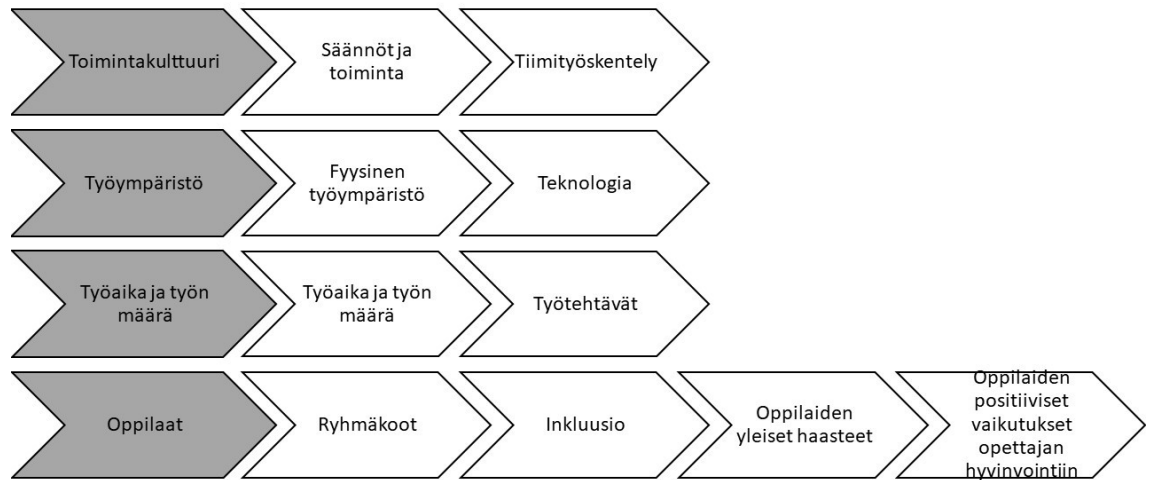 Toimintakulttuuri
Säännöt ja
toiminta
Tiimityöskentely
Työympäristö
Fyysinen
työympäristö
Teknologia
Työaika ja työn
määrä
Työaika ja työn
määrä
Työtehtävät
Oppilaat
Ryhmäkoot
Inkluusio
Oppilaiden
yleiset haasteet
Oppilaiden
positiiviset
vaikutukset
opettajan
hyvinvointiin